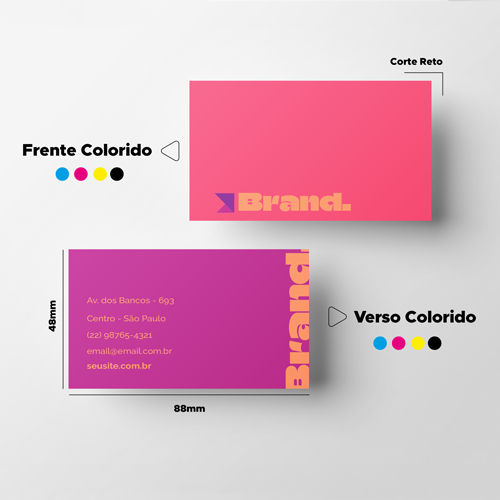 Corte Reto
Frente Colorido
Brand.
Av. dos Bancos - 693
Centro - São Paulo
(22) 98765-4321
email@email.com.br
seusite.com.br
Brand.
Verso Colorido
48mm
88mm